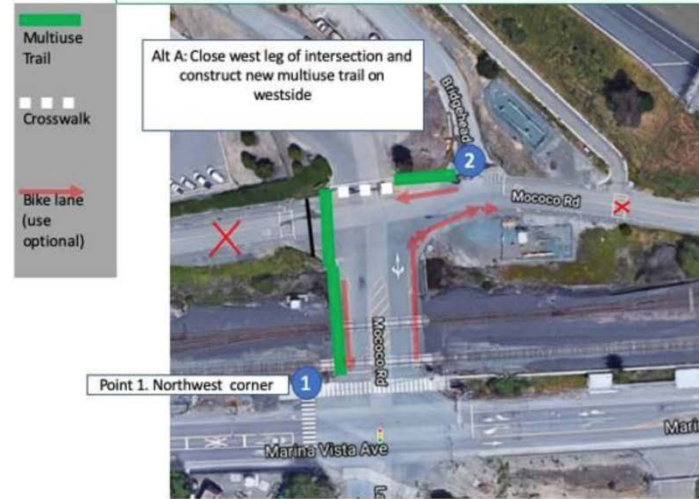 Multiuse
Trail
Crosswalk
Bike lane
(use
optional)
Alt A: Close west leg of intersection and
construct new multiuse trail on
westside
Bridgehead
2
Mococo Rd
Mococo Rd
Point 1. Northwest corner
1
Marina Vista Ave
Mari